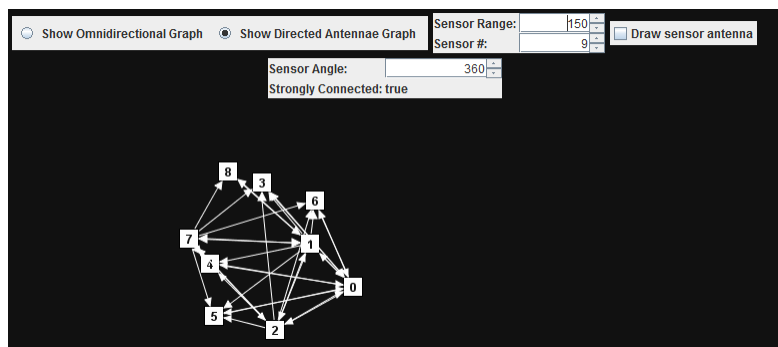 Show Omnidirectional Graph
Show Directed Antennae Graph
Sensor Range: 150
Sensor #: 9
Draw sensor antenna
Sensor Angle: 360
Strongly Connected: true
8
3
6
7
1
4
0
5
2